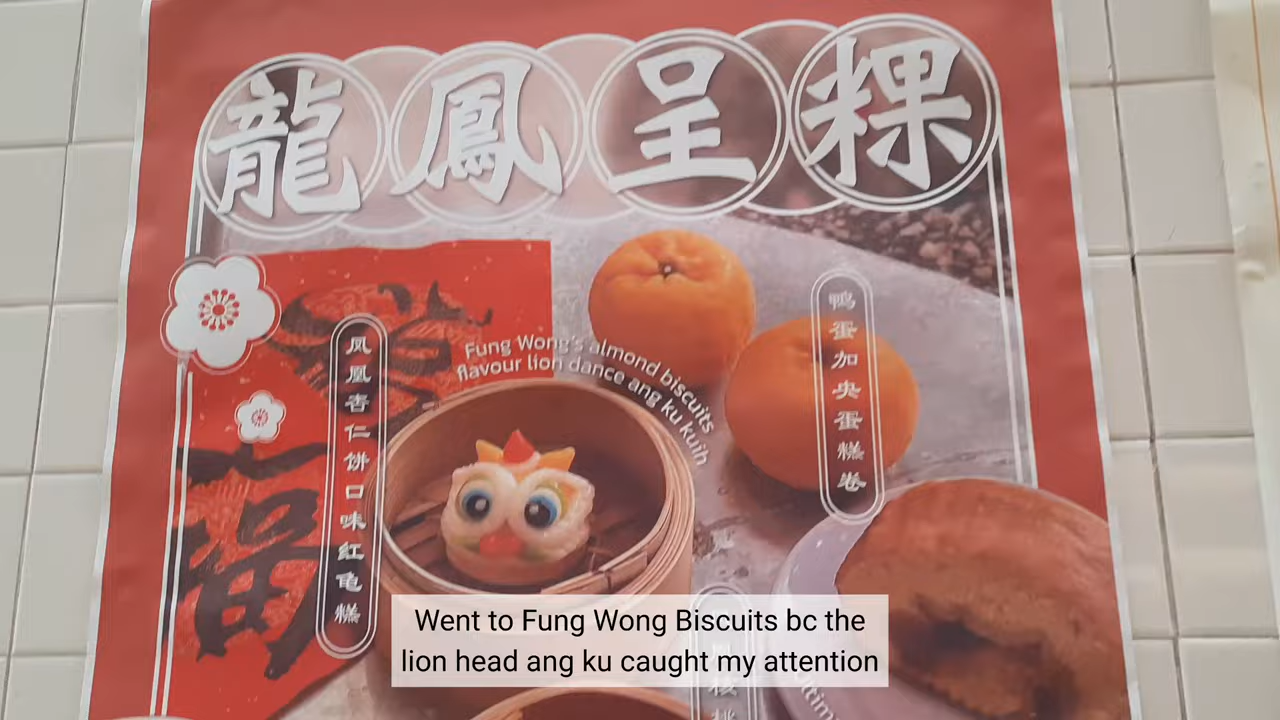 龍鳳呈粿
凤凰杏仁饼口味红龟糕
Fung Wong's almond biscuits
flavour lion dance ang ku kuih
鸭蛋加央蛋糕卷
福
Went to Fung Wong Biscuits bc the
lion head ang ku caught my attention